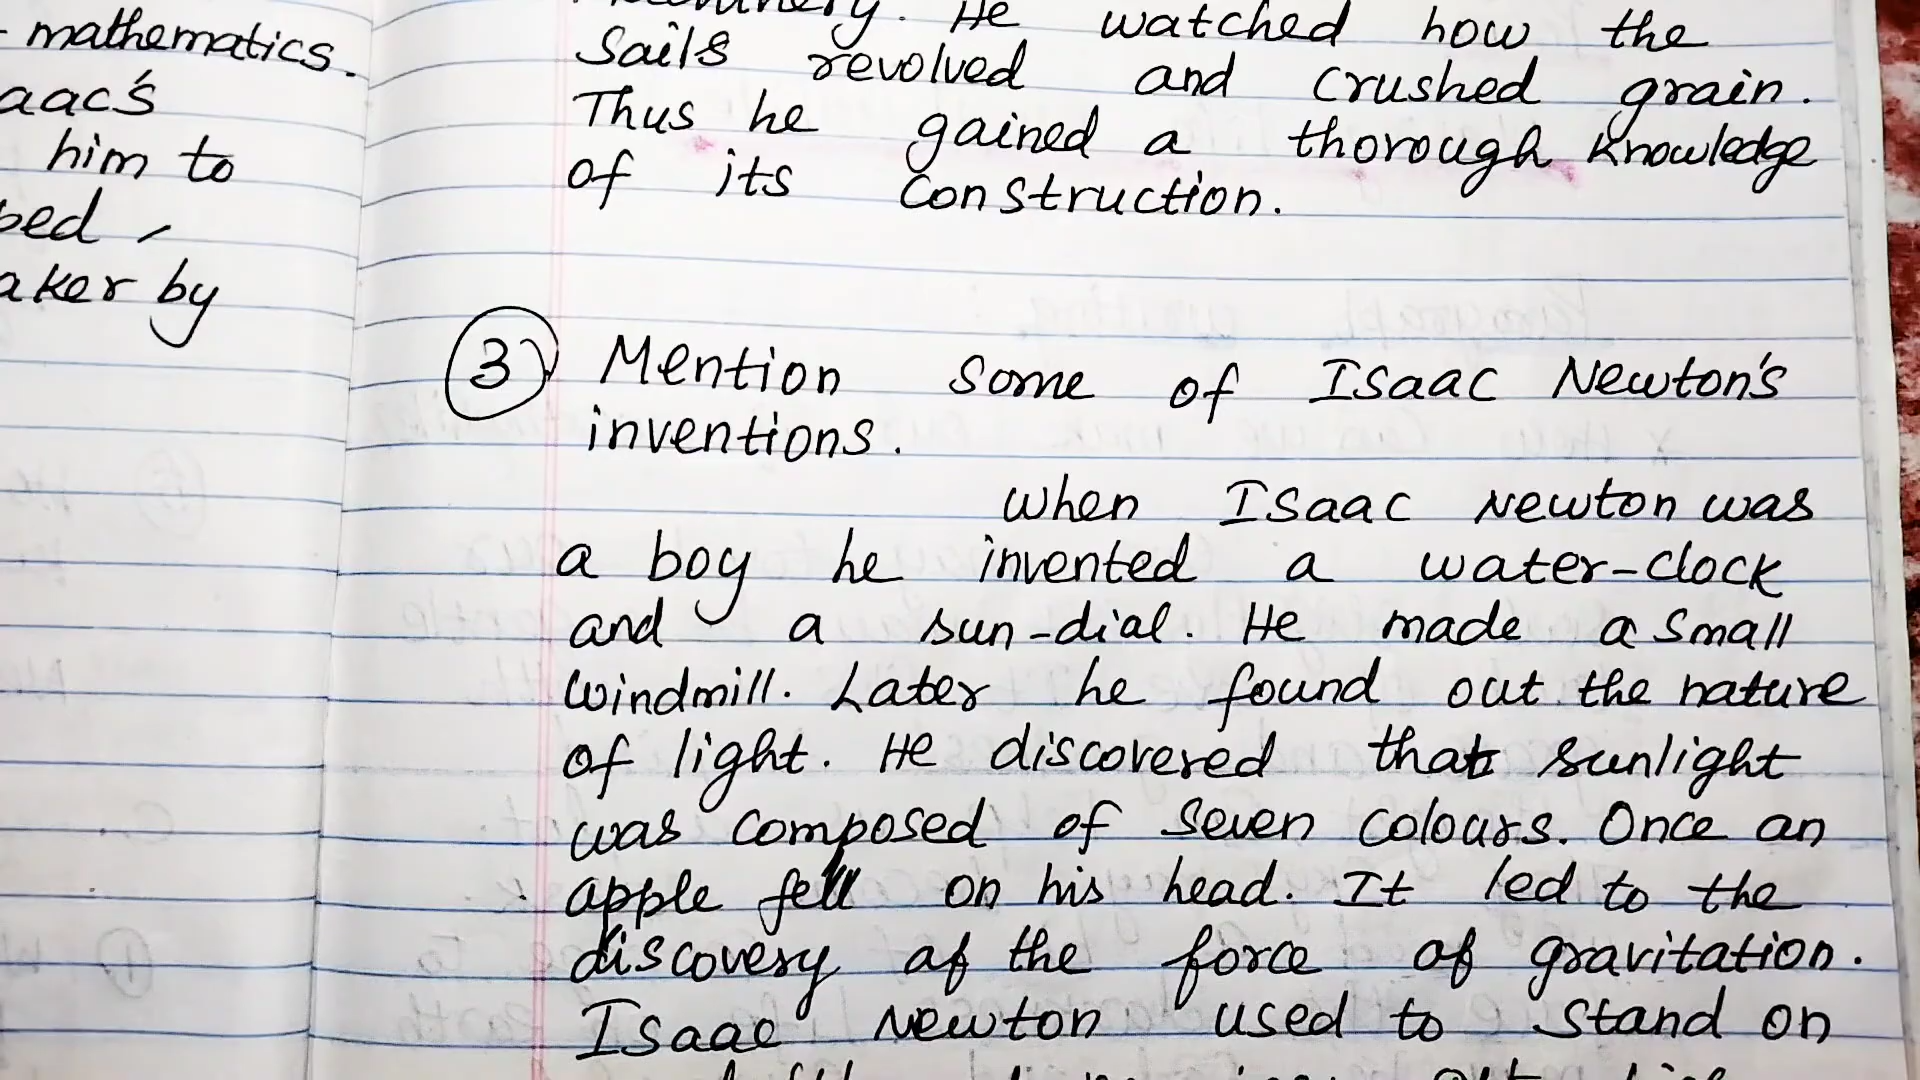 mathematics.
aac's
him to
bed,
aker by
He watched how the
Sails revolved and crushed grain.
Thus he gained a thorough knowledge
of its construction.
3 Mention some of Isaac Newton's
inventions.
When Isaac Newton was
a boy he invented a water-clock
and a sun-dial. He made a small
windmill. Later he found out the nature
of light. He discovered that sunlight
was composed of seven colours. Once an
apple fell on his head. It led to the
discovery of the force of gravitation.
Isaac Newton used to stand on